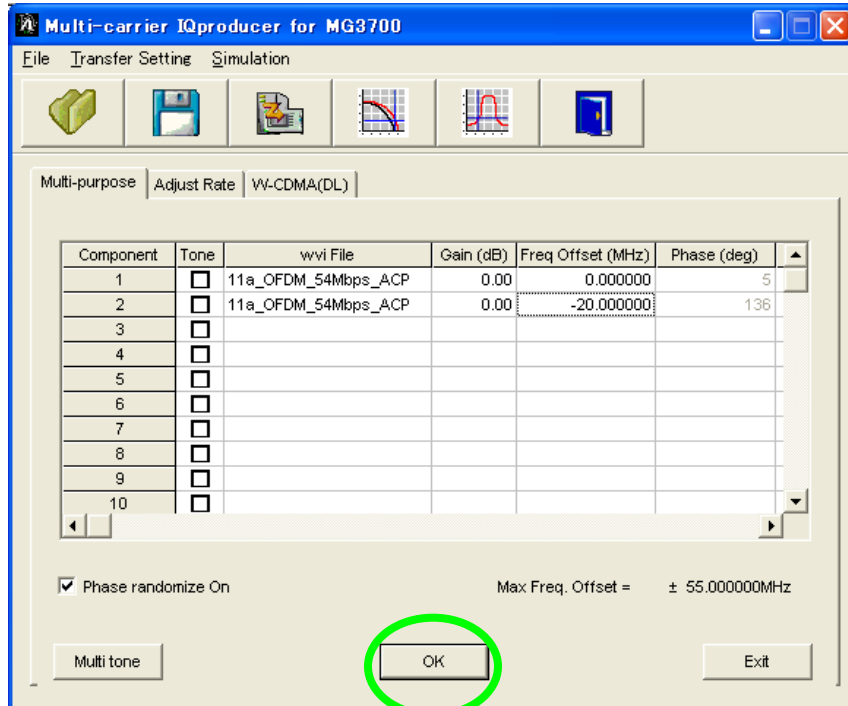 Multi-carrier IQproducer for MG3700
File Transfer Setting Simulation
Multi-purpose Adjust Rate W-CDMA(DL)
Component Tone wvi File Gain (dB) Freq Offset (MHz) Phase (deg)
1 11a_OFDM_54Mbps_ACP 0.00 0.000000 5
2 11a_OFDM_54Mbps_ACP 0.00 -20.000000 136
3
4
5
6
7
8
9
10
Phase randomize On Max Freq. Offset = ± 55.000000MHz
Multi tone OK Exit